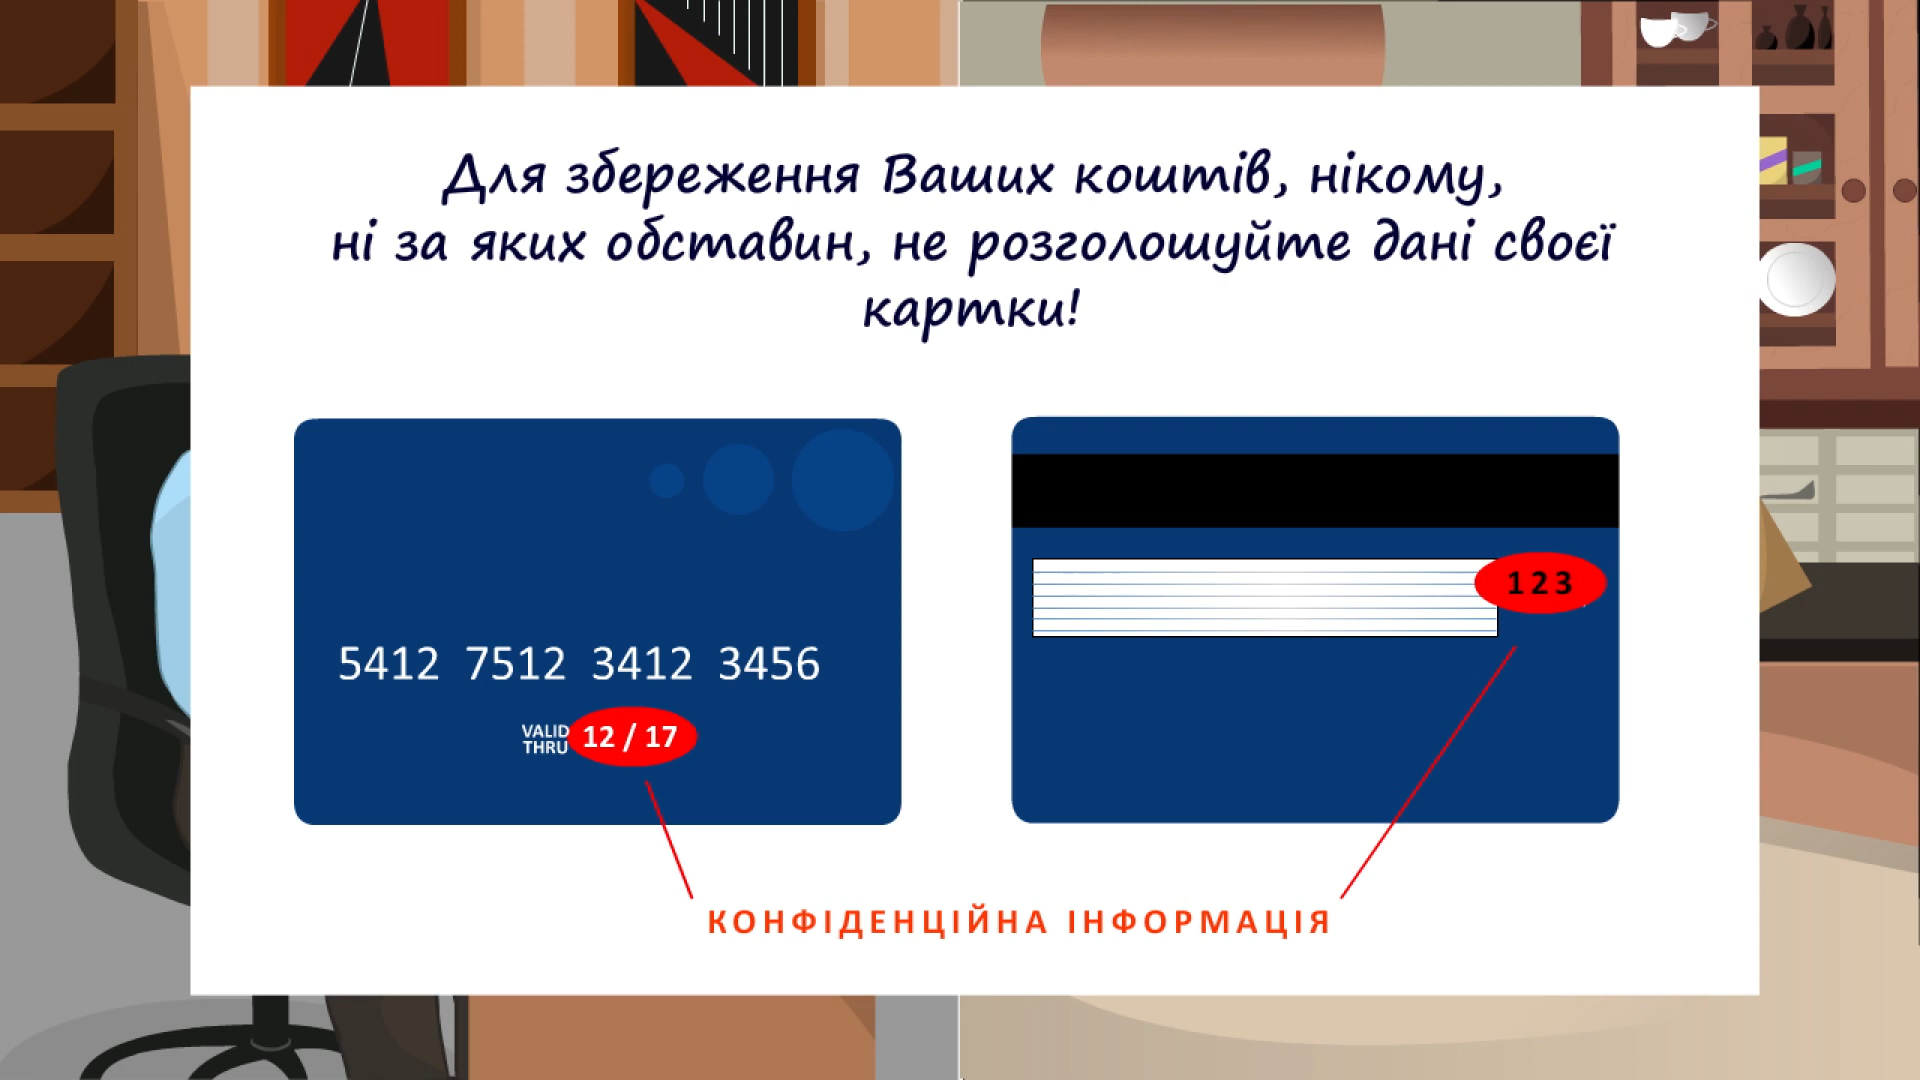 Для збереження Ваших коштів, нікому,
ні за яких обставин, не розголошуйте дані своєї
картки!
5412 7512 3412 3456
VALID
THRU 12 / 17
123
КОНФІДЕНЦІЙНА ІНФОРМАЦІЯ